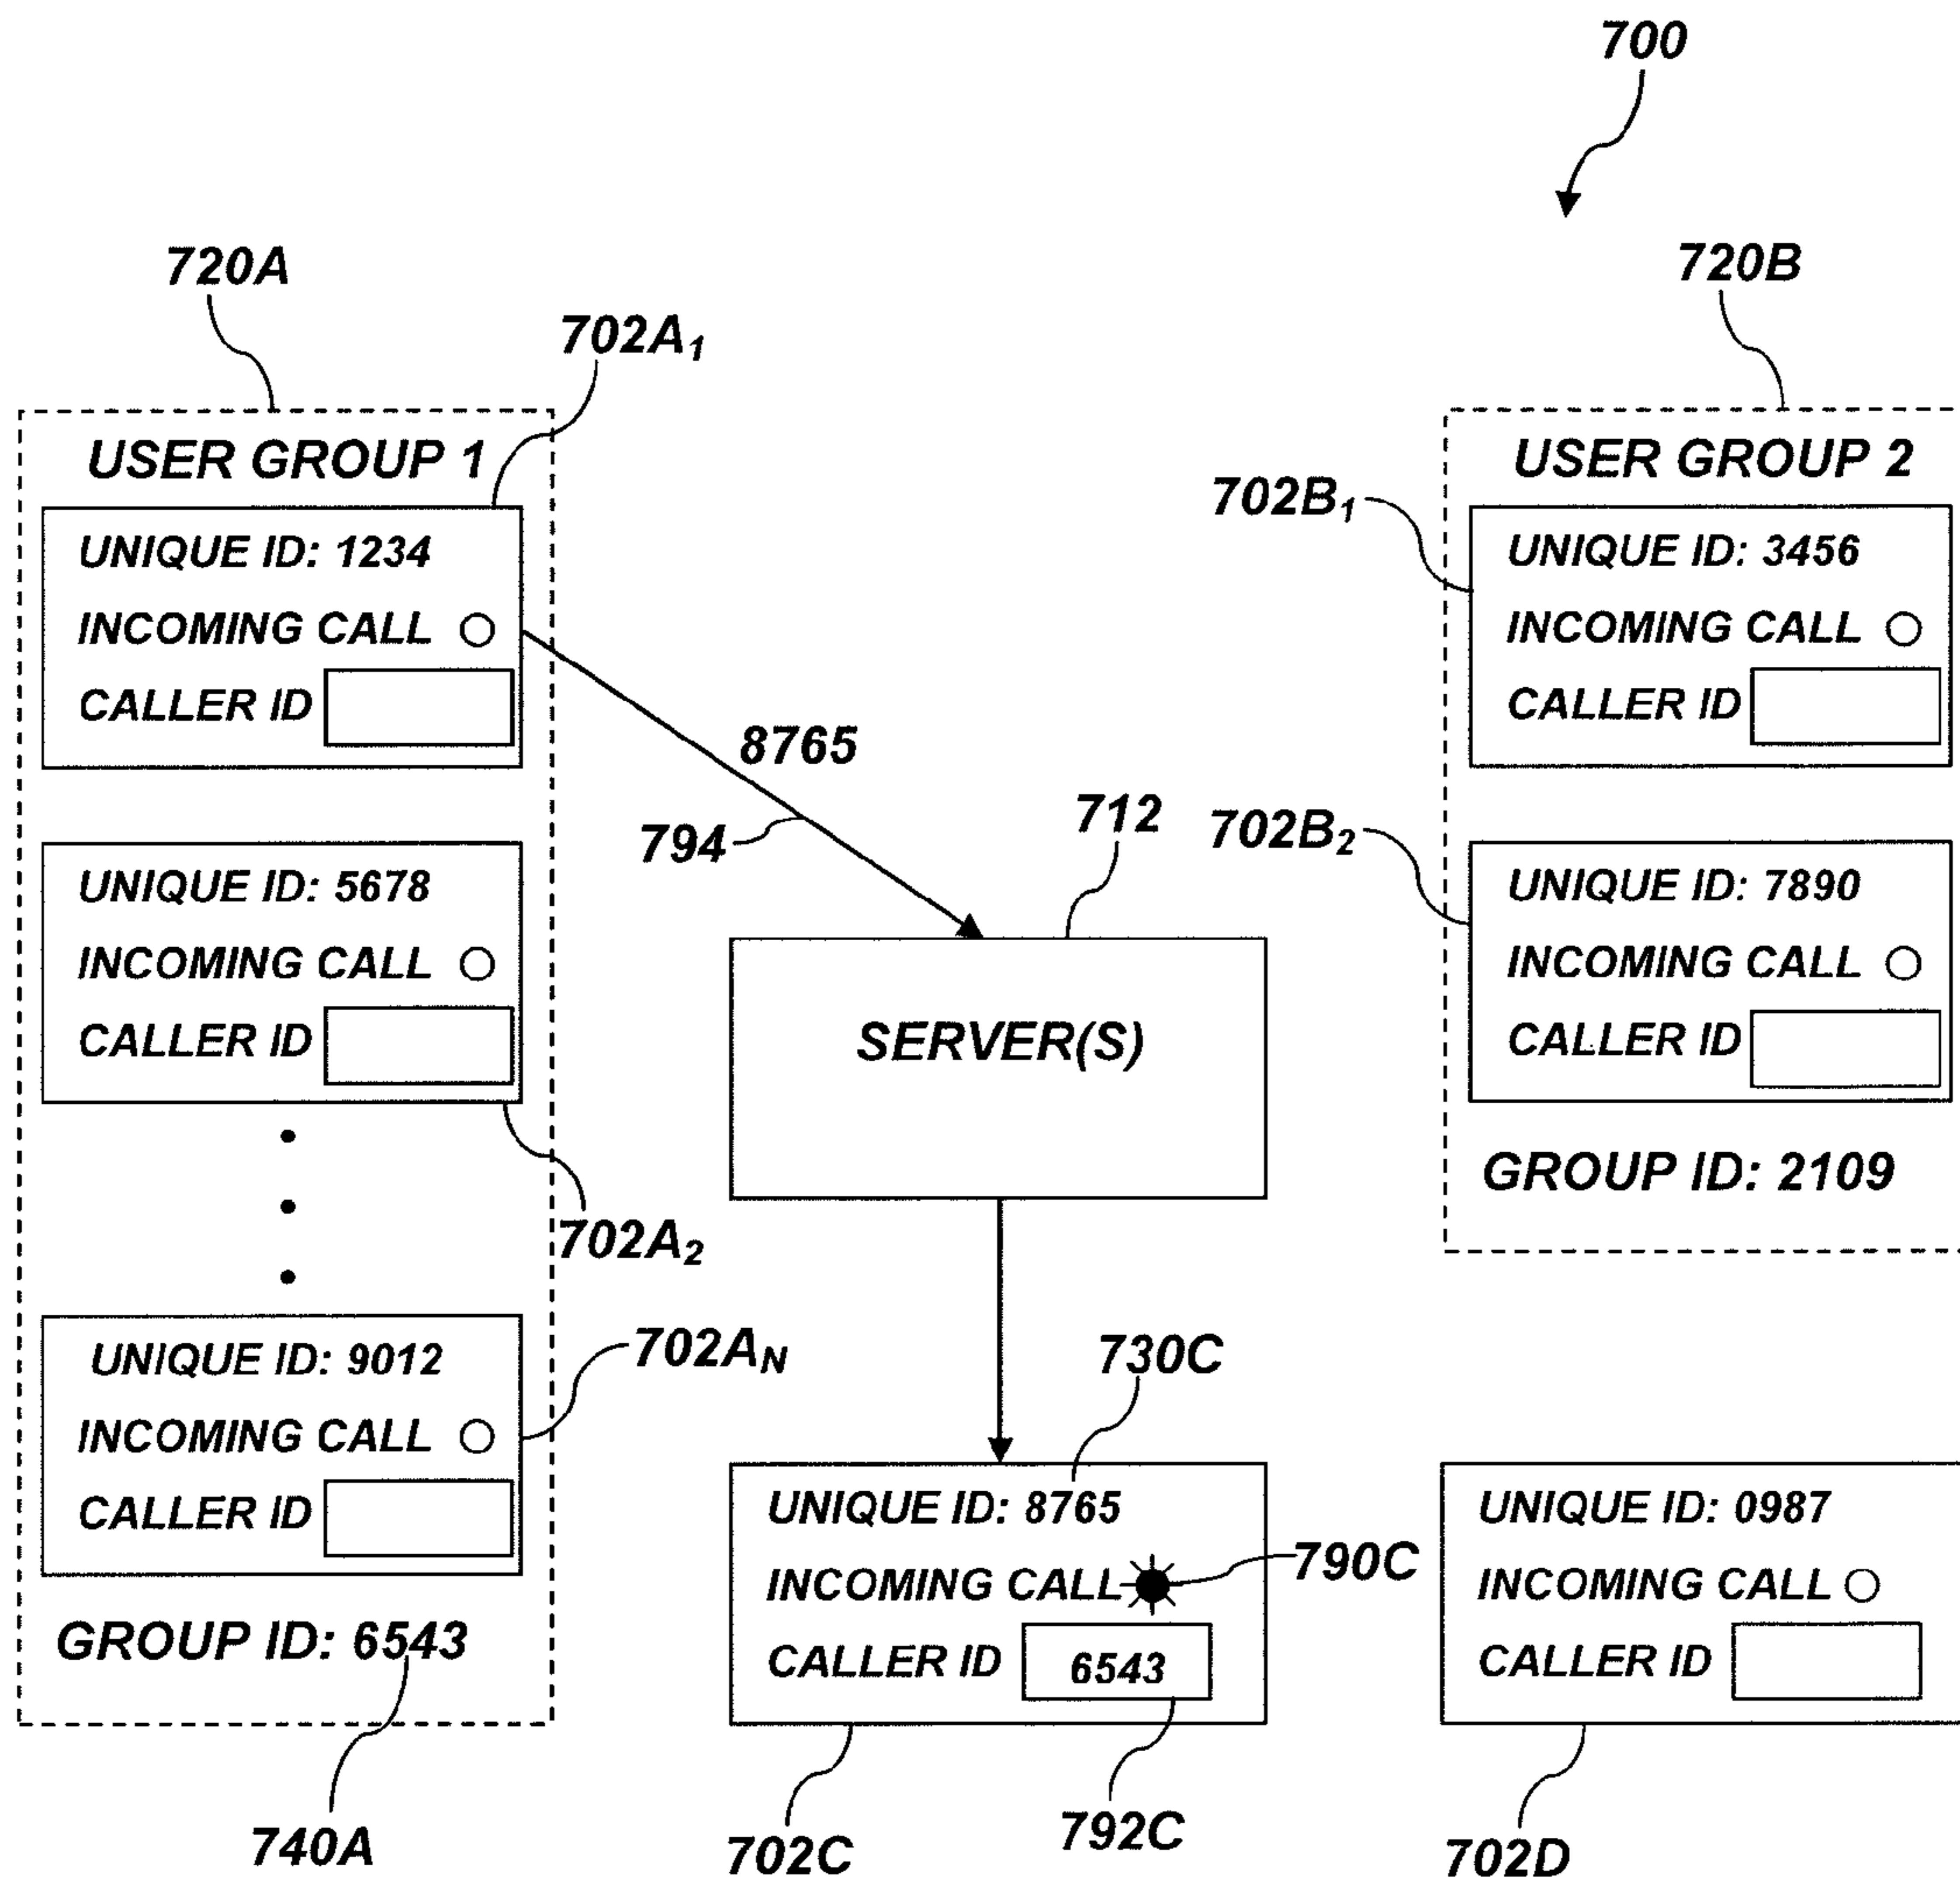 700
720A
720B
702A1
USER GROUP 1
UNIQUE ID: 1234
INCOMING CALL
CALLER ID
8765
794
712
702B1
USER GROUP 2
UNIQUE ID: 3456
INCOMING CALL
CALLER ID
702B2
UNIQUE ID: 5678
INCOMING CALL
CALLER ID
702A2
SERVER(S)
UNIQUE ID: 7890
INCOMING CALL
CALLER ID
GROUP ID: 2109
UNIQUE ID: 9012
INCOMING CALL
CALLER ID
702AN
GROUP ID: 6543
740A
730C
UNIQUE ID: 8765
INCOMING CALL
790C
CALLER ID 6543
702C
792C
UNIQUE ID: 0987
INCOMING CALL
CALLER ID
702D